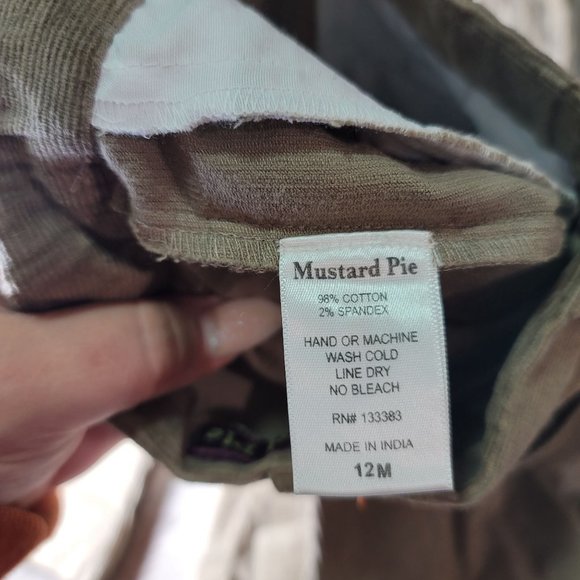 Mustard Pie
98% COTTON
2% SPANDEX
HAND OR MACHINE
WASH COLD
LINE DRY
NO BLEACH
RN# 133383
MADE IN INDIA
12M